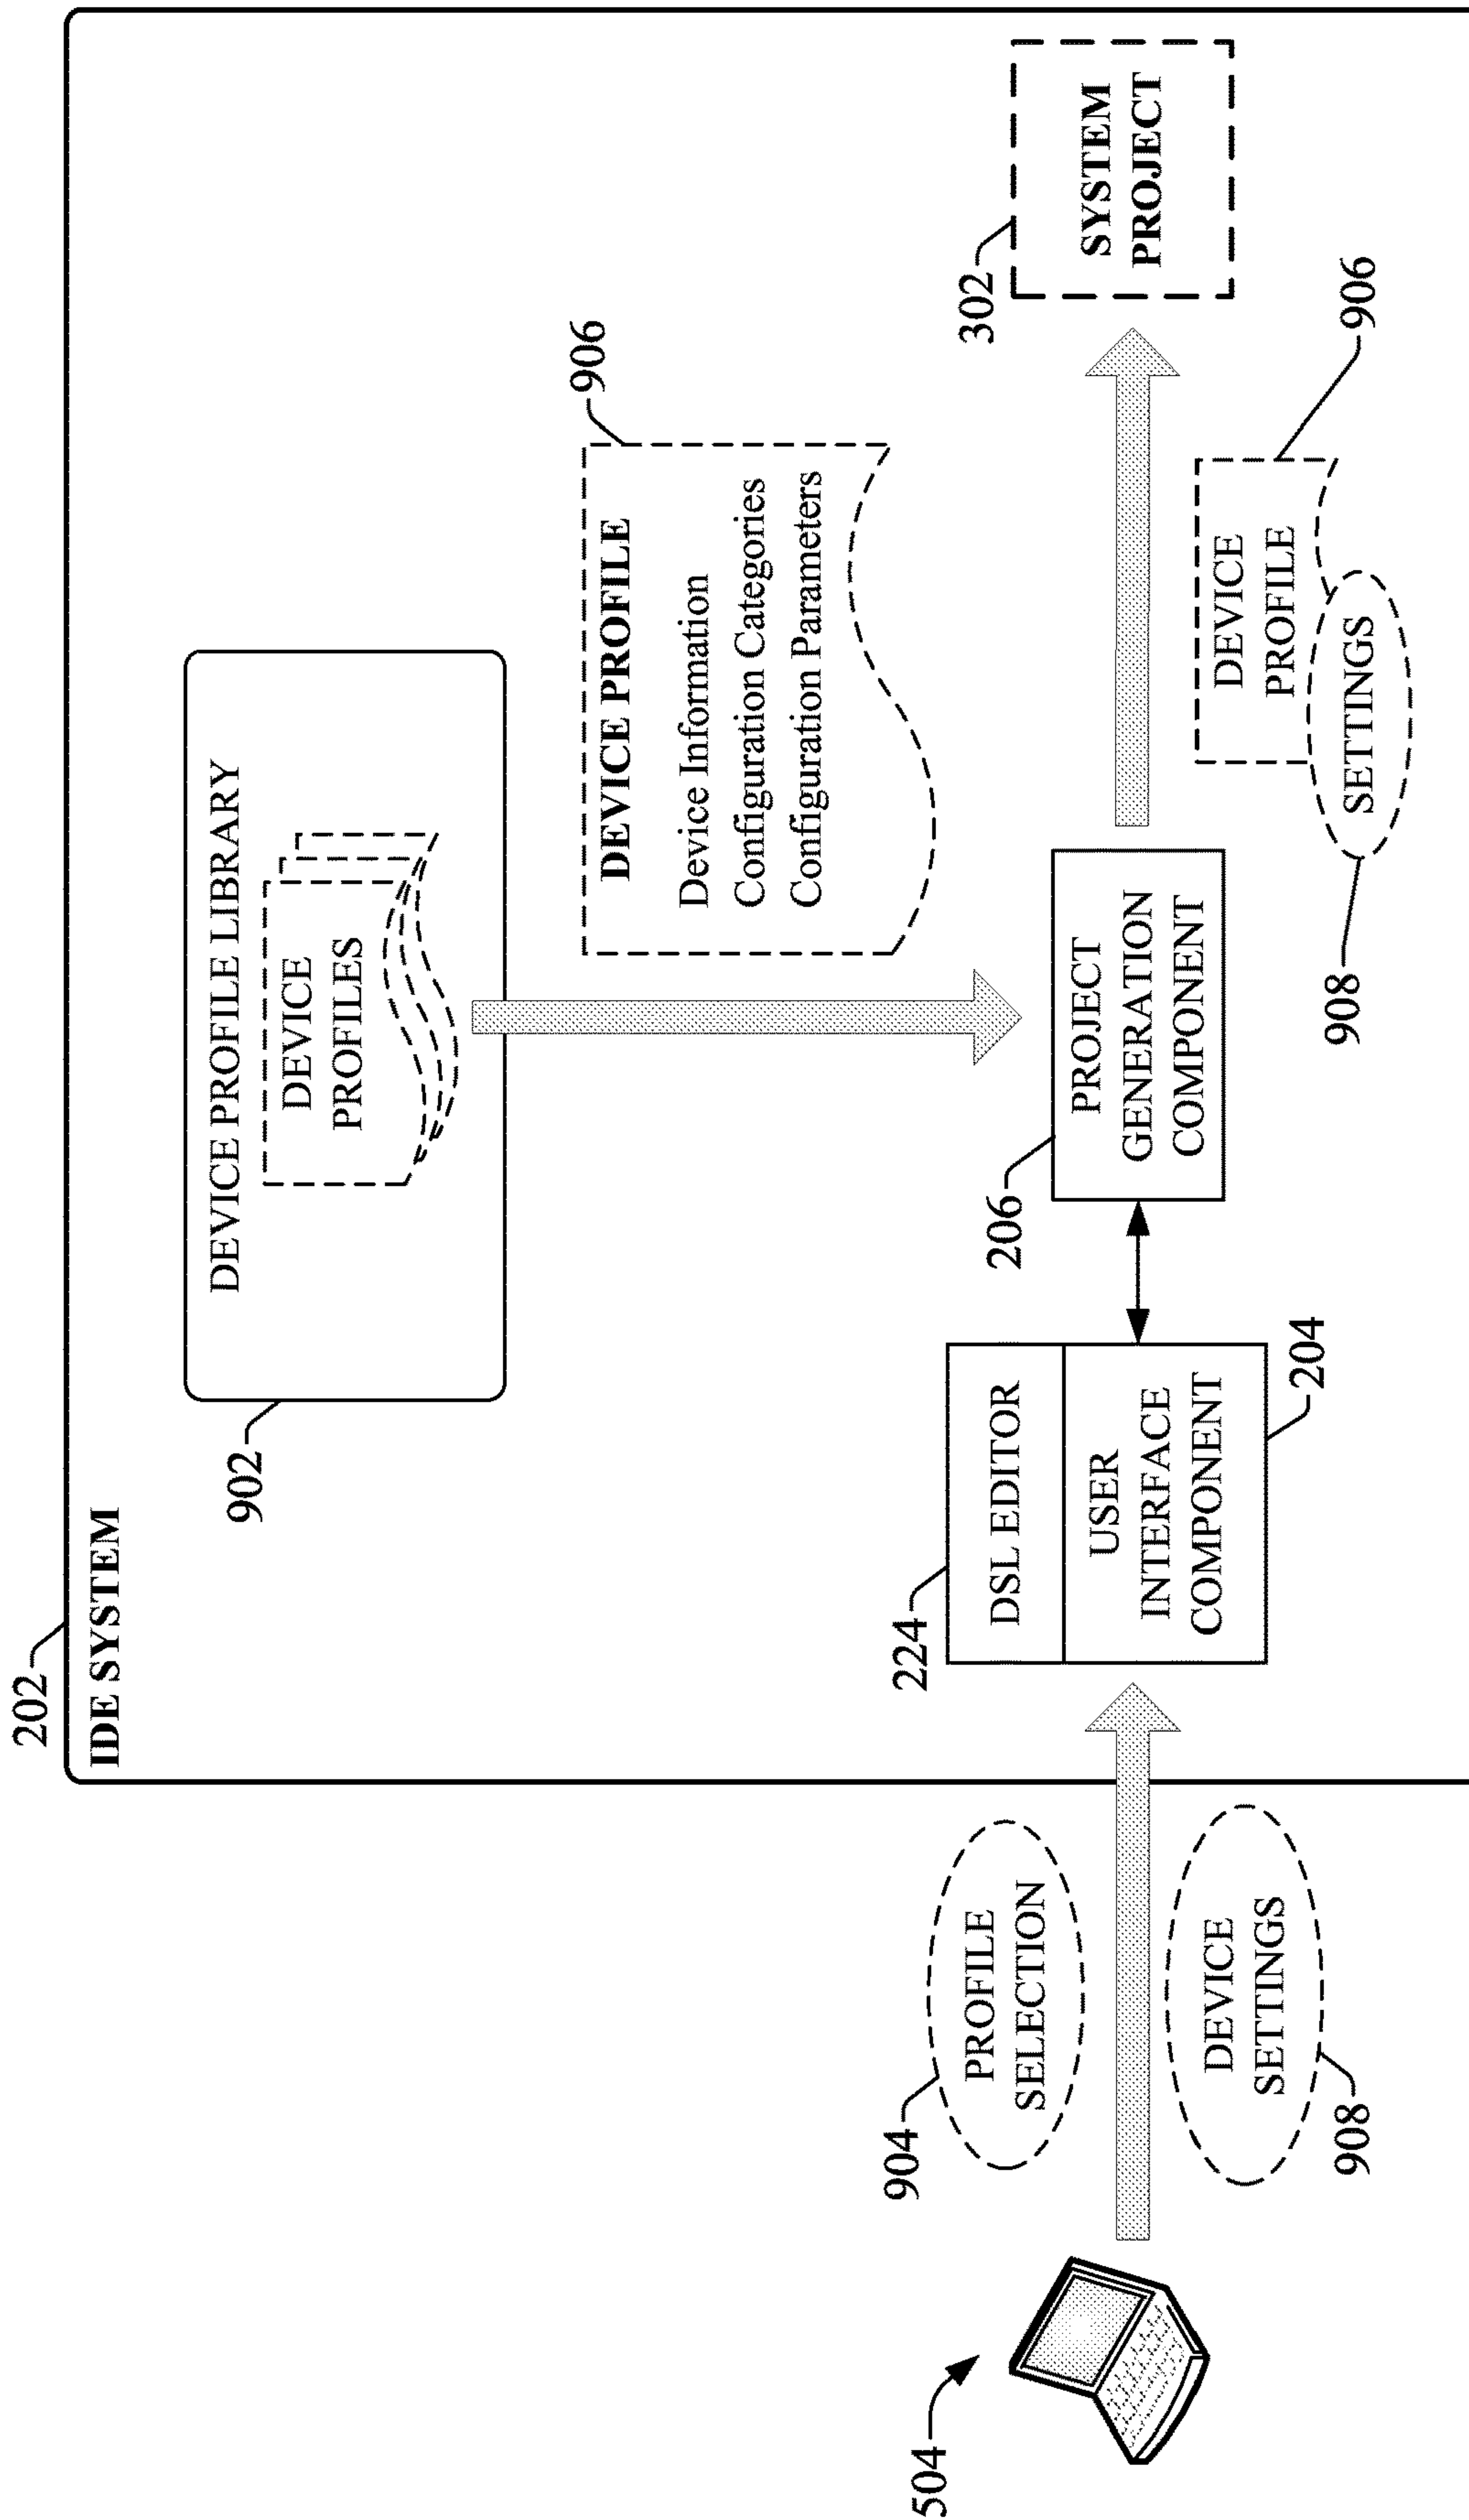 202
IDE SYSTEM
902
DEVICE PROFILE LIBRARY
DEVICE
PROFILES
906
DEVICE PROFILE
Device Information
Configuration Categories
Configuration Parameters
504
904
PROFILE
SELECTION
DEVICE
SETTINGS
908
224
DSL EDITOR
USER
INTERFACE
COMPONENT
204
206
PROJECT
GENERATION
COMPONENT
302
SYSTEM
PROJECT
906
DEVICE
PROFILE
SETTINGS
908